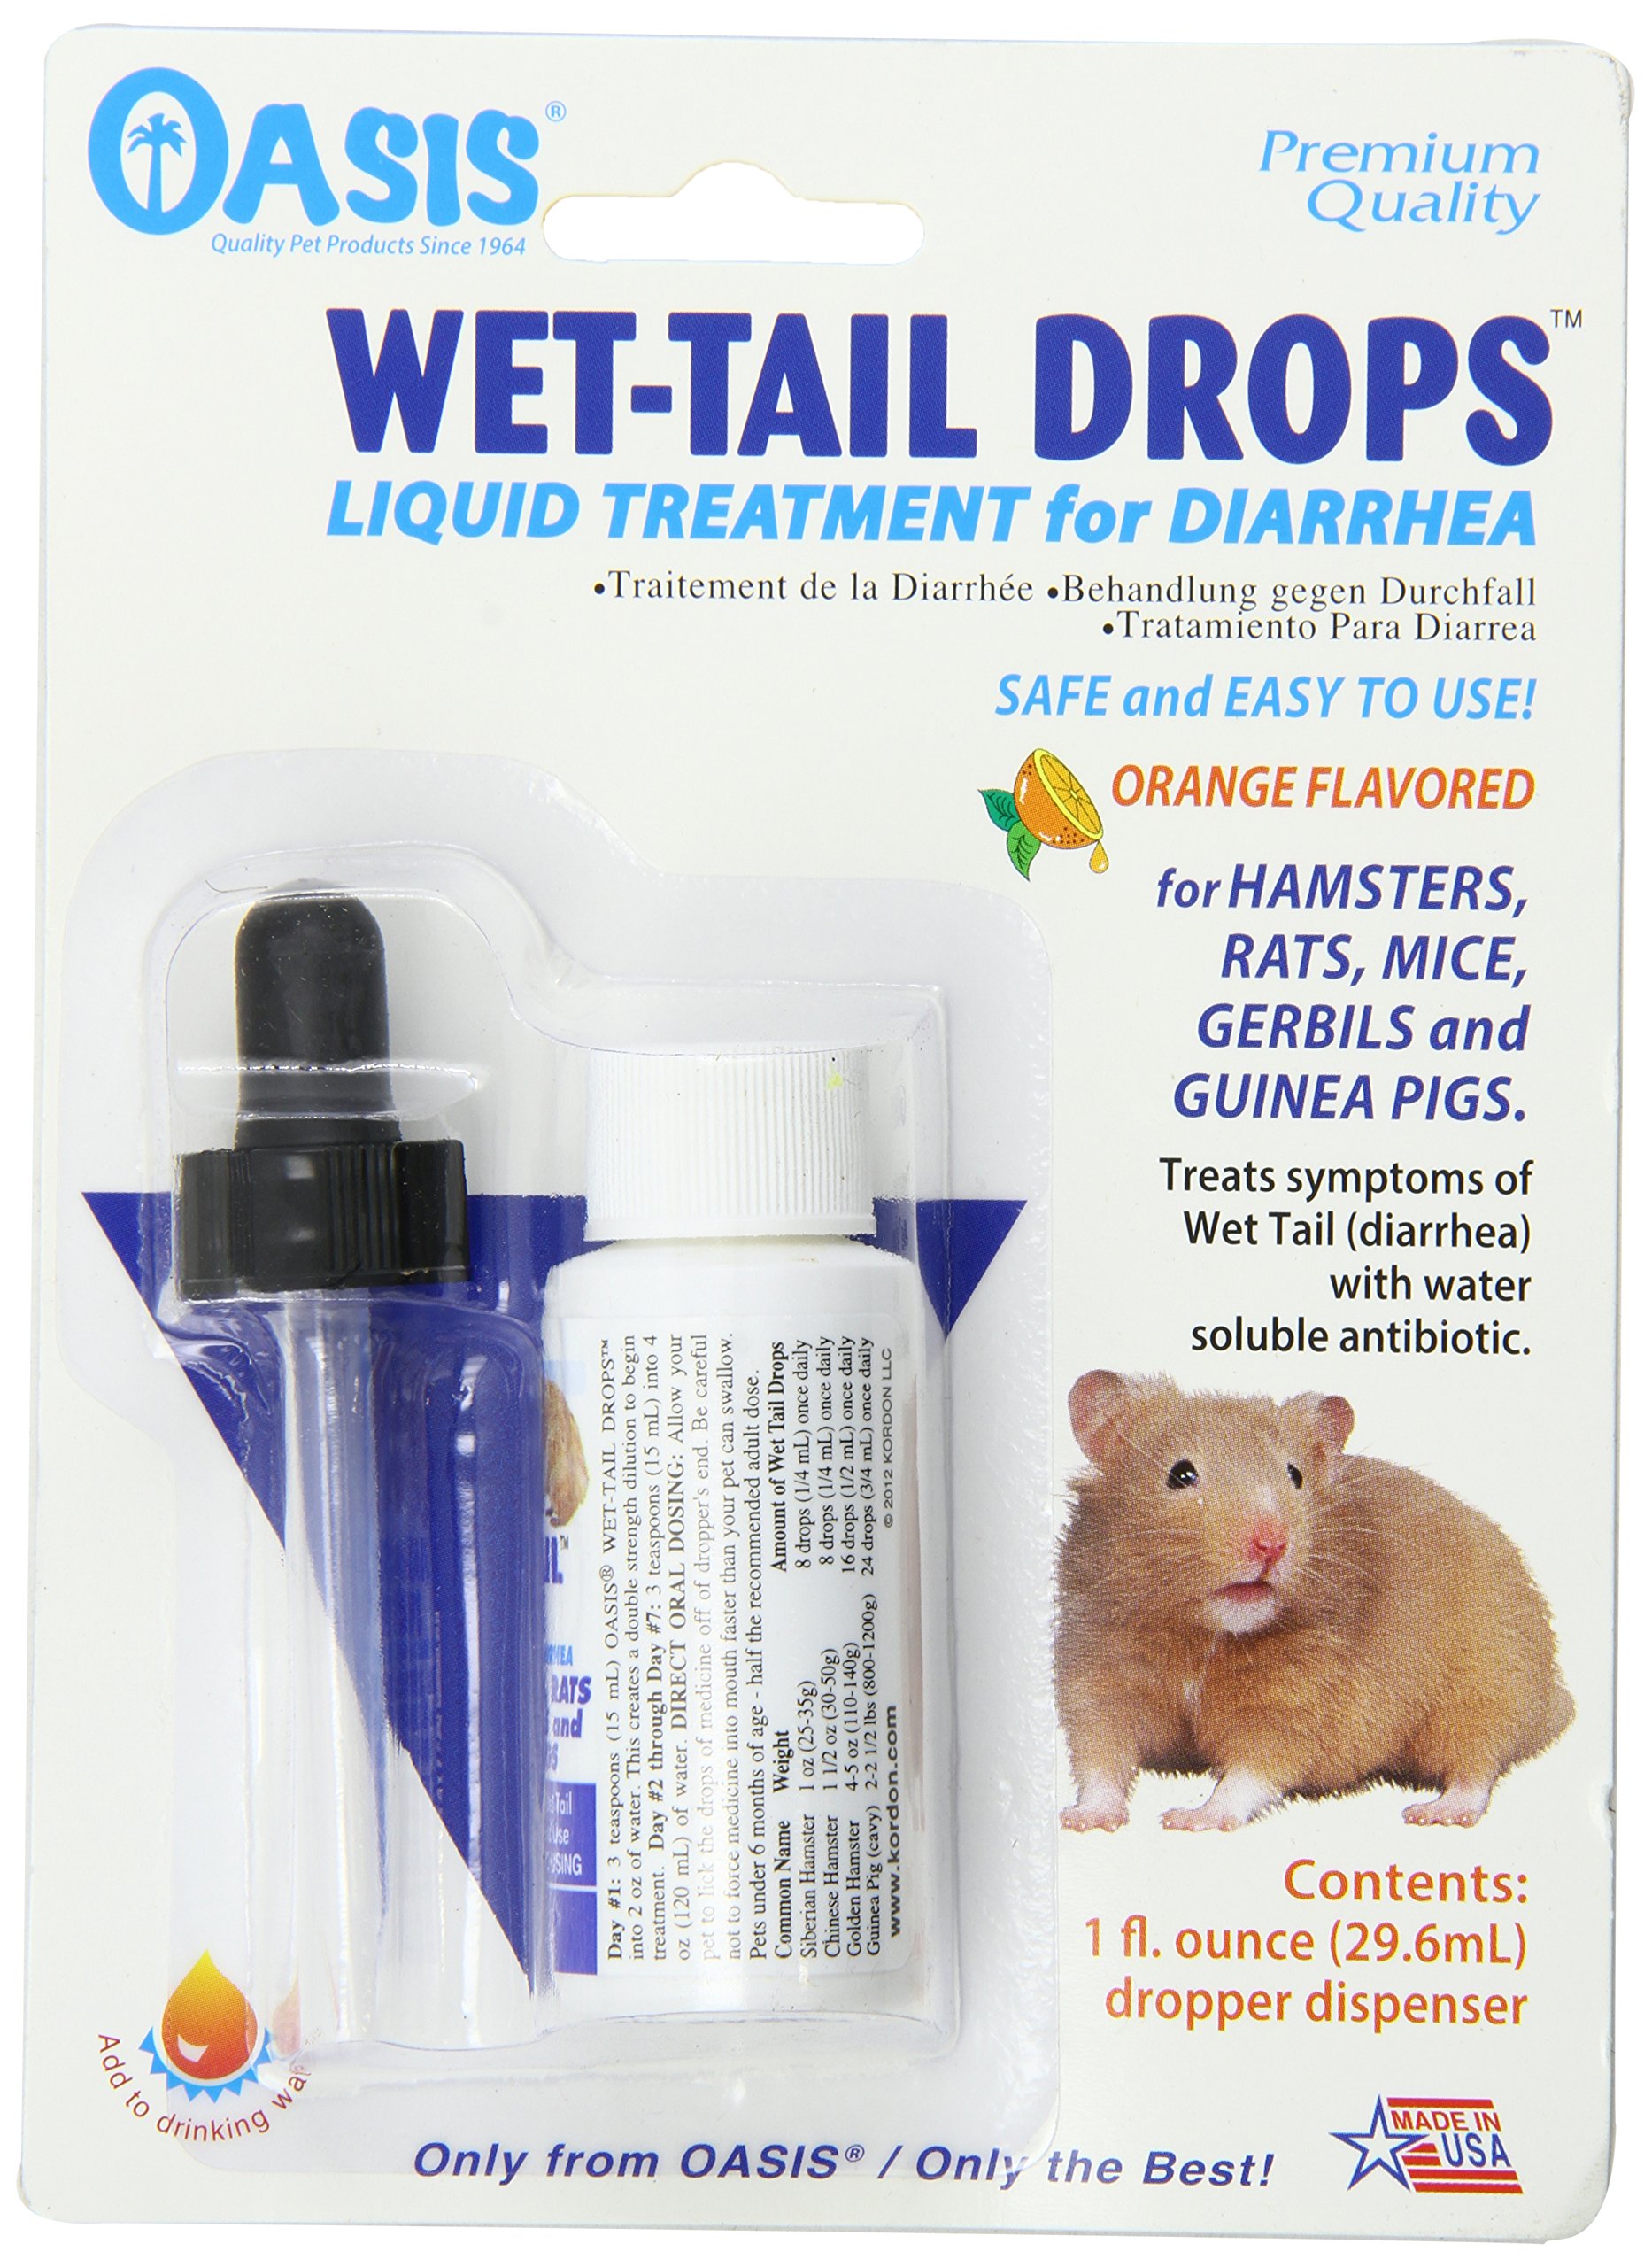 OASIS®
Quality Pet Products Since 1964
Premium
Quality
WET-TAIL DROPS™
LIQUID TREATMENT for DIARRHEA
•Traitement de la Diarrhée •Behandlung gegen Durchfall
•Tratamiento Para Diarrea
SAFE and EASY TO USE!
ORANGE FLAVORED
for HAMSTERS,
RATS, MICE,
GERBILS and
GUINEA PIGS.
Treats symptoms of
Wet Tail (diarrhea)
with water
soluble antibiotic.
RATS
and
Tail
Use
Day #1: 3 teaspoons (15 mL) OASIS® WET-TAIL DROPS™
into 2 oz of water. This creates a double strength dilution to begin
treatment. Day #2 through Day #7: 3 teaspoons (15 mL) into 4
oz (120 mL) of water. DIRECT ORAL DOSING: Allow your
pet to lick the drops of medicine off of dropper's end. Be careful
not to force medicine into mouth faster than your pet can swallow.
Pets under 6 months of age - half the recommended adult dose.
Common Name Weight Amount of Wet Tail Drops
Siberian Hamster 1 oz (25-35g) 8 drops (1/4 mL) once daily
Chinese Hamster 1 1/2 oz (30-50g) 8 drops (1/4 mL) once daily
Golden Hamster 4-5 oz (110-140g) 16 drops (1/2 mL) once daily
Guinea Pig (cavy) 2-2 1/2 lbs (800-1200g) 24 drops (3/4 mL) once daily
www.kordon.com © 2012 KORDON LLC
Contents:
1 fl. ounce (29.6mL)
dropper dispenser
Add to drinking wa
Only from OASIS® / Only the Best!
MADE IN
USA